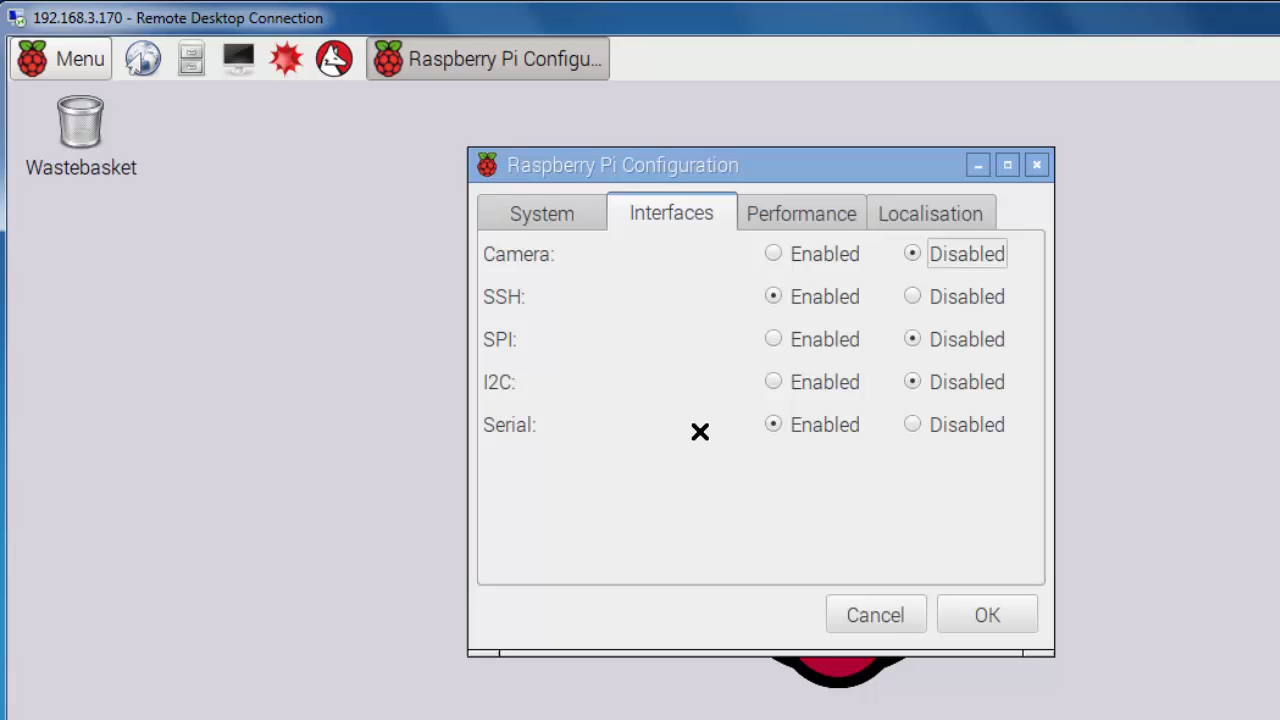 192.168.3.170 - Remote Desktop Connection
Menu
Raspberry Pi Configu...
Wastebasket
Raspberry Pi Configuration
System Interfaces Performance Localisation
Camera: Enabled Disabled
SSH: Enabled Disabled
SPI: Enabled Disabled
I2C: Enabled Disabled
Serial: Enabled Disabled
Cancel OK